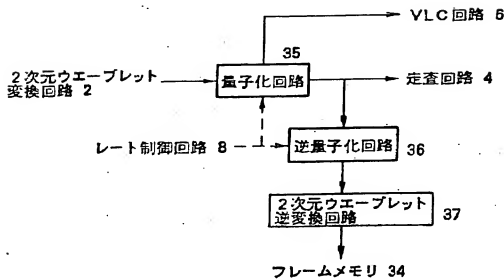 VLC回路 6
35
2次元ウエーブレット
変換回路 2
量子化回路
走査回路 4
レート制御回路 8
逆量子化回路
36
2次元ウエーブレット
逆変換回路
37
フレームメモリ 34